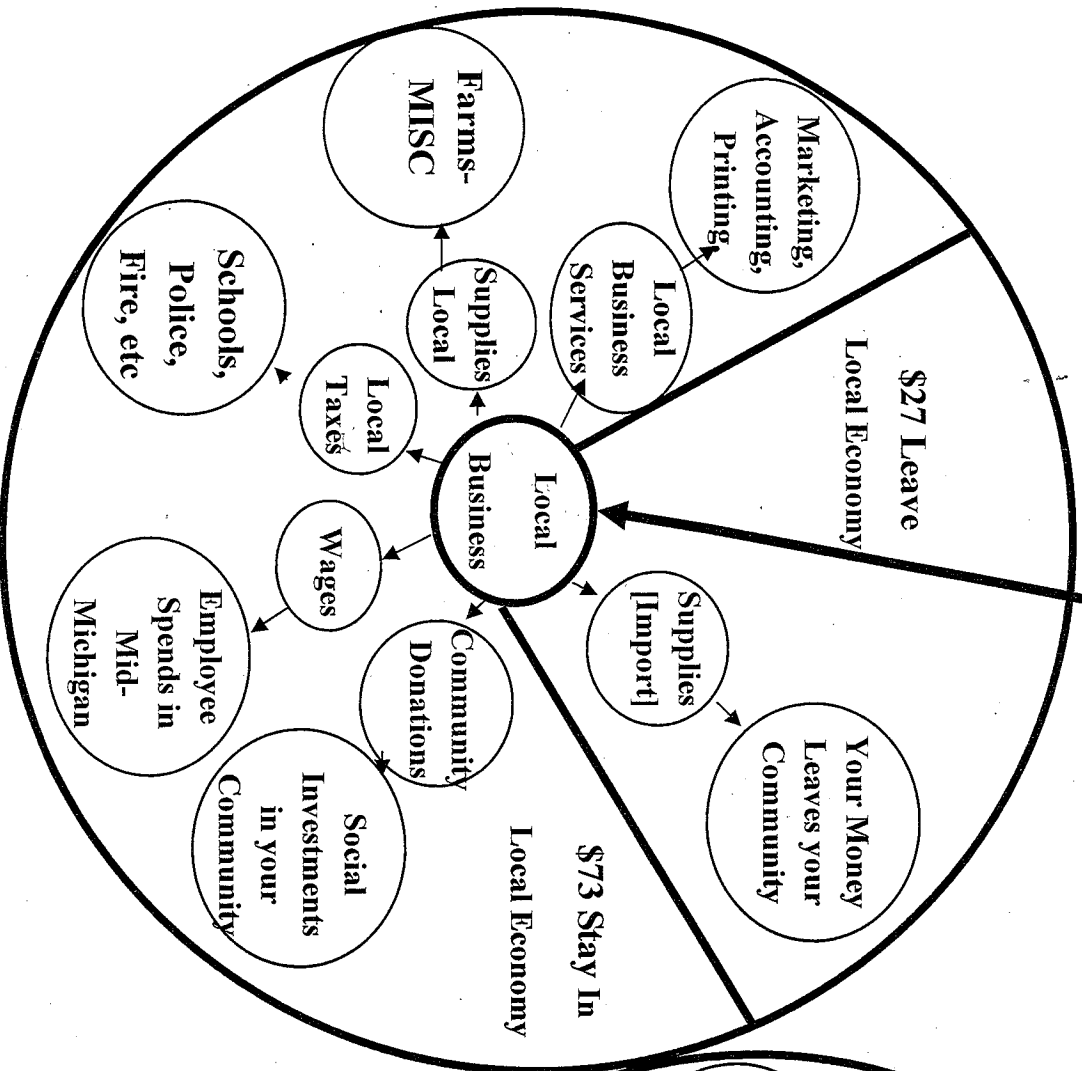 $27 Leave
Local Economy
Your Money
Leaves your
Community
Supplies
[Import]
Marketing,
Accounting,
Printing,
Local
Business
Services
Local
Business
$73 Stay In
Local Economy
Supplies
Local
Farms-
MISC
Local
Taxes
Schools,
Police,
Fire, etc
Wages
Employee
Spends in
Mid-
Michigan
Community
Donations
Social
Investments
in your
Community